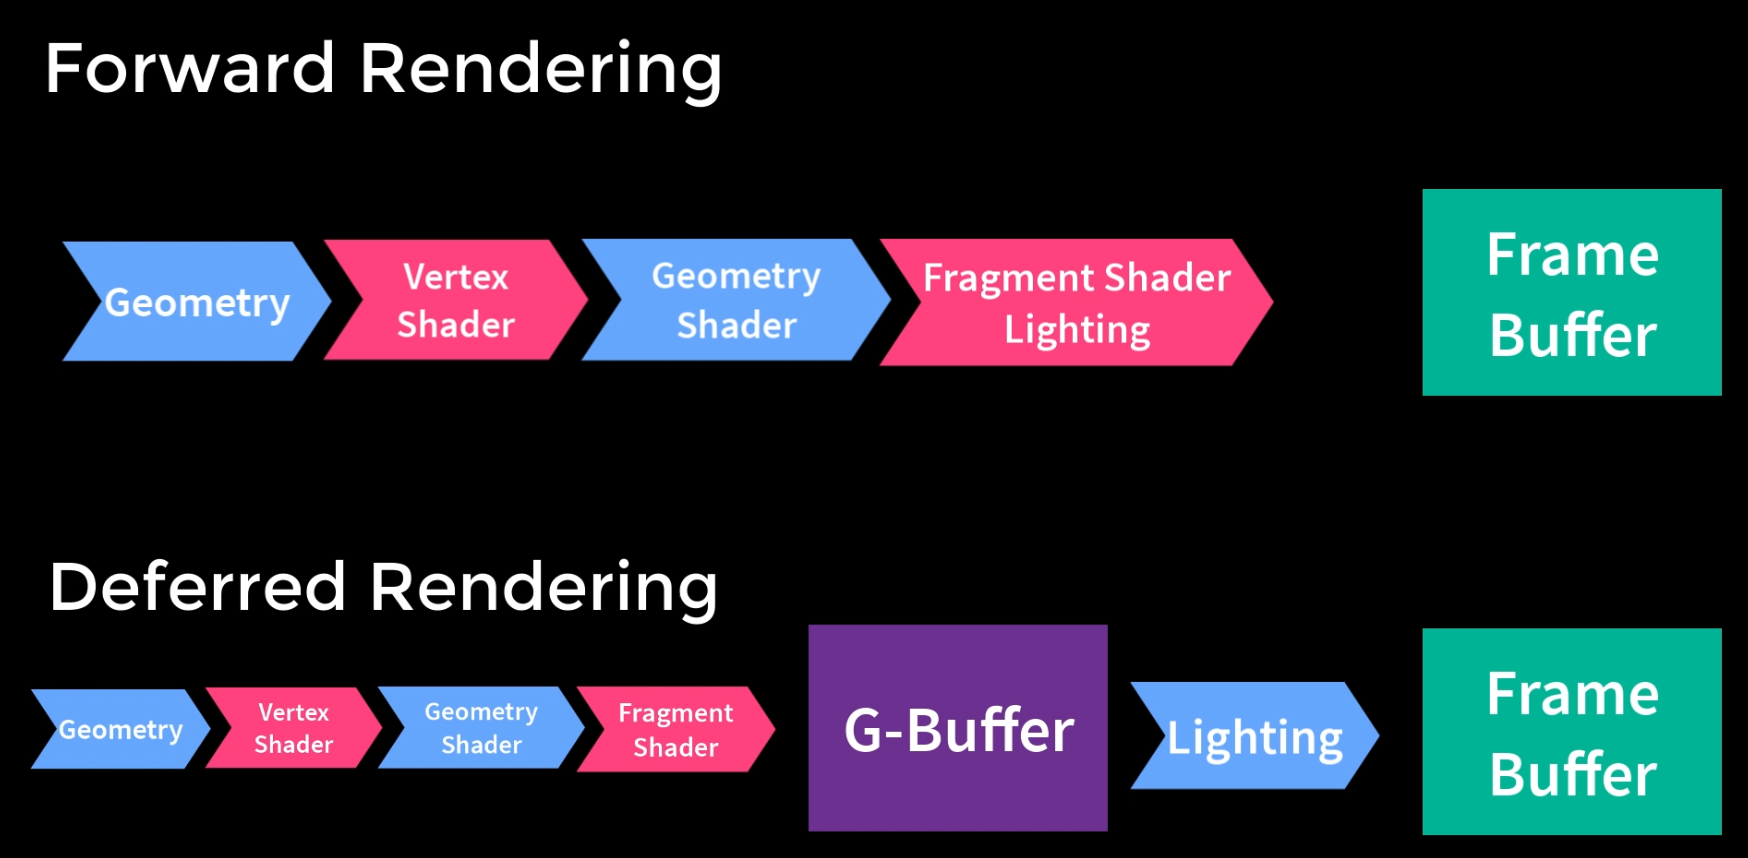 Forward Rendering
Geometry
Vertex
Shader
Geometry
Shader
Fragment Shader
Lighting
Frame
Buffer
Deferred Rendering
Geometry
Vertex
Shader
Geometry
Shader
Fragment
Shader
G-Buffer
Lighting
Frame
Buffer